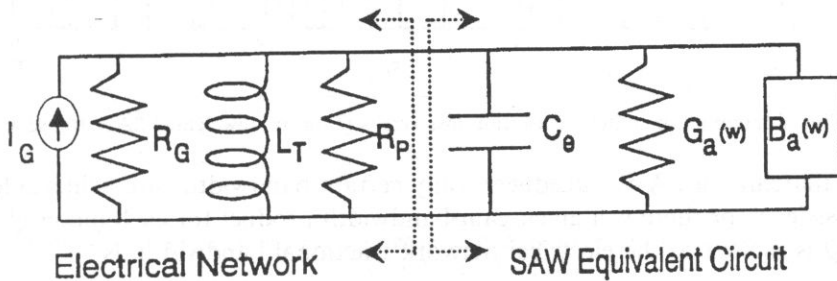 I_G R_G L_T R_P C_e G_a(w) B_a(w)
Electrical Network SAW Equivalent Circuit